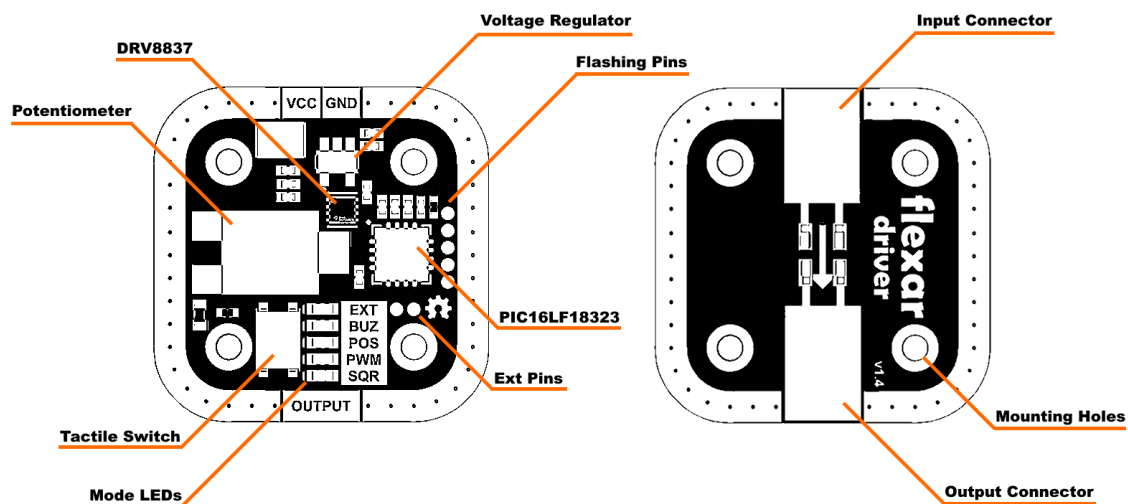 Voltage Regulator
Input Connector
DRV8837
Flashing Pins
Potentiometer
VCC GND
flexar
driver
EXT
BUZ
POS
PWM
SQR
PIC16LF18323
Ext Pins
v1.4
OUTPUT
Mounting Holes
Tactile Switch
Mode LEDs
Output Connector